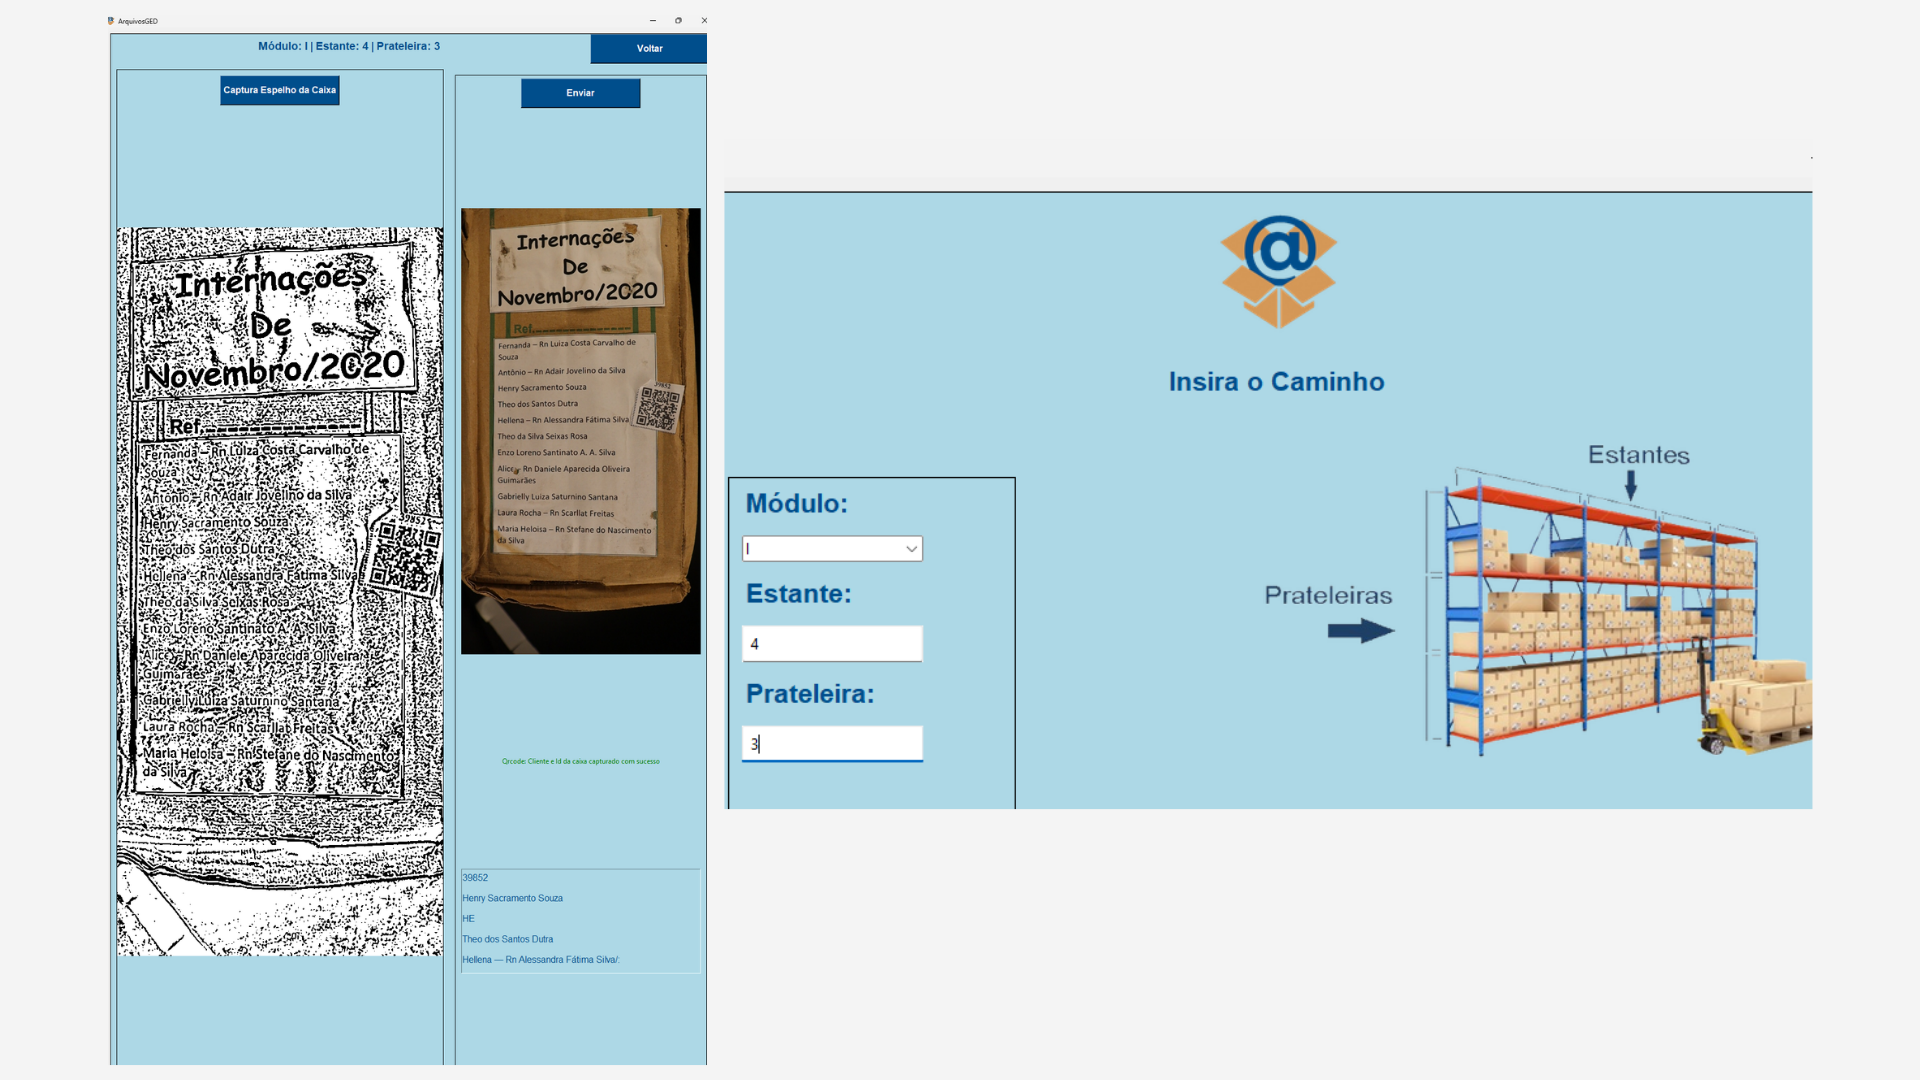 ArquivosGED
Módulo: I | Estante: 4 | Prateleira: 3
Voltar
Captura Espelho da Caixa
Internações
De
Novembro/2020
Ref.
Fernanda – Rn Luiza Costa Carvalho de
Souza
Antônio – Rn Adair Jovelino da Silva
Henry Sacramento Souza
Theo dos Santos Dutra
Hellena – Rn Alessandra Fátima Silva
Theo da Silva Seixas Rosa
Enzo Loreno Santinato A. A. Silva
Alice – Rn Daniele Aparecida Oliveira
Guimarães
Gabrielly Luiza Saturnino Santana
Laura Rocha – Rn Scarllat Freitas
Maria Heloisa – Rn Stefane do Nascimento
da Silva
39852
Enviar
Internações
De
Novembro/2020
Ref.
Fernanda – Rn Luiza Costa Carvalho de
Souza
Antônio – Rn Adair Jovelino da Silva
Henry Sacramento Souza
Theo dos Santos Dutra
Hellena – Rn Alessandra Fátima Silva
Theo da Silva Seixas Rosa
Enzo Loreno Santinato A. A. Silva
Alice – Rn Daniele Aparecida Oliveira
Guimarães
Gabrielly Luiza Saturnino Santana
Laura Rocha – Rn Scarllat Freitas
Maria Heloisa – Rn Stefane do Nascimento
da Silva
39852
Qrcode: Cliente e Id da caixa capturado com sucesso
39852
Henry Sacramento Souza
HE
Theo dos Santos Dutra
Hellena — Rn Alessandra Fátima Silva/:
@
Insira o Caminho
Módulo:
I
Estante:
4
Prateleira:
3
Estantes
Prateleiras